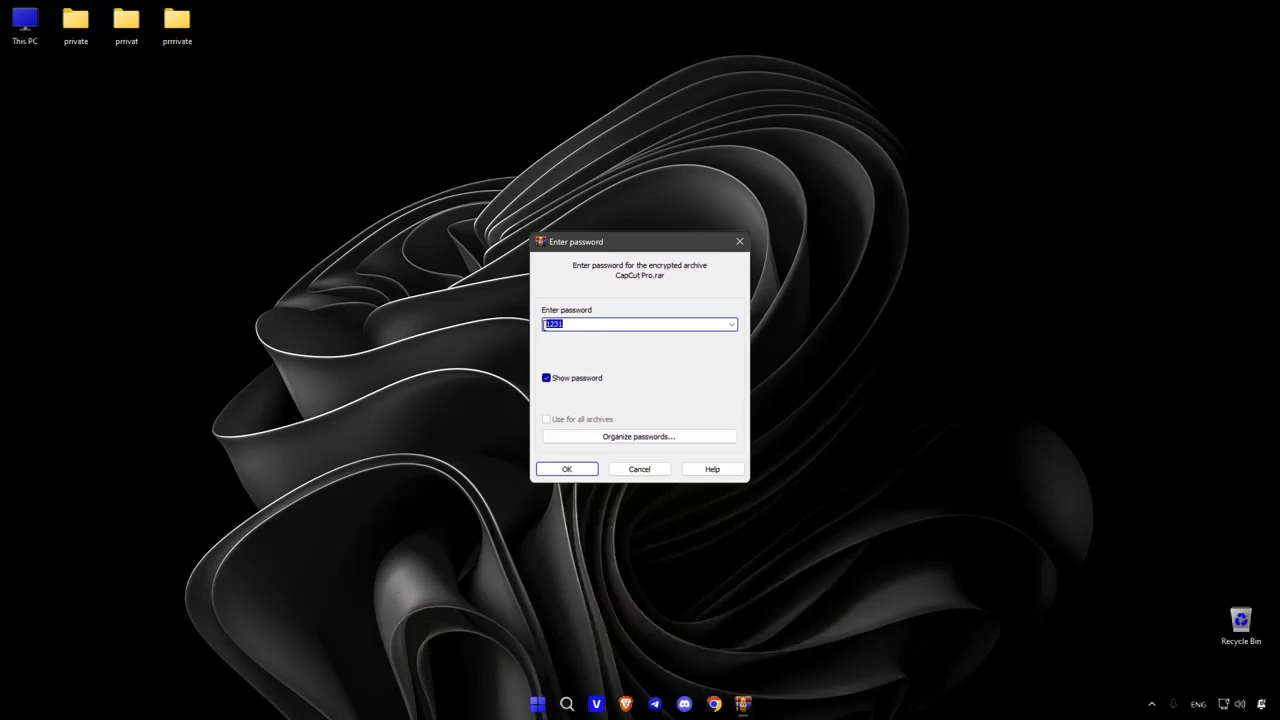 This PC
private
prrivat
prrrivate
Enter password
Enter password for the encrypted archive
CapCut Pro.rar
Enter password
1231
Show password
Use for all archives
Organize passwords...
OK
Cancel
Help
Recycle Bin
V
ENG